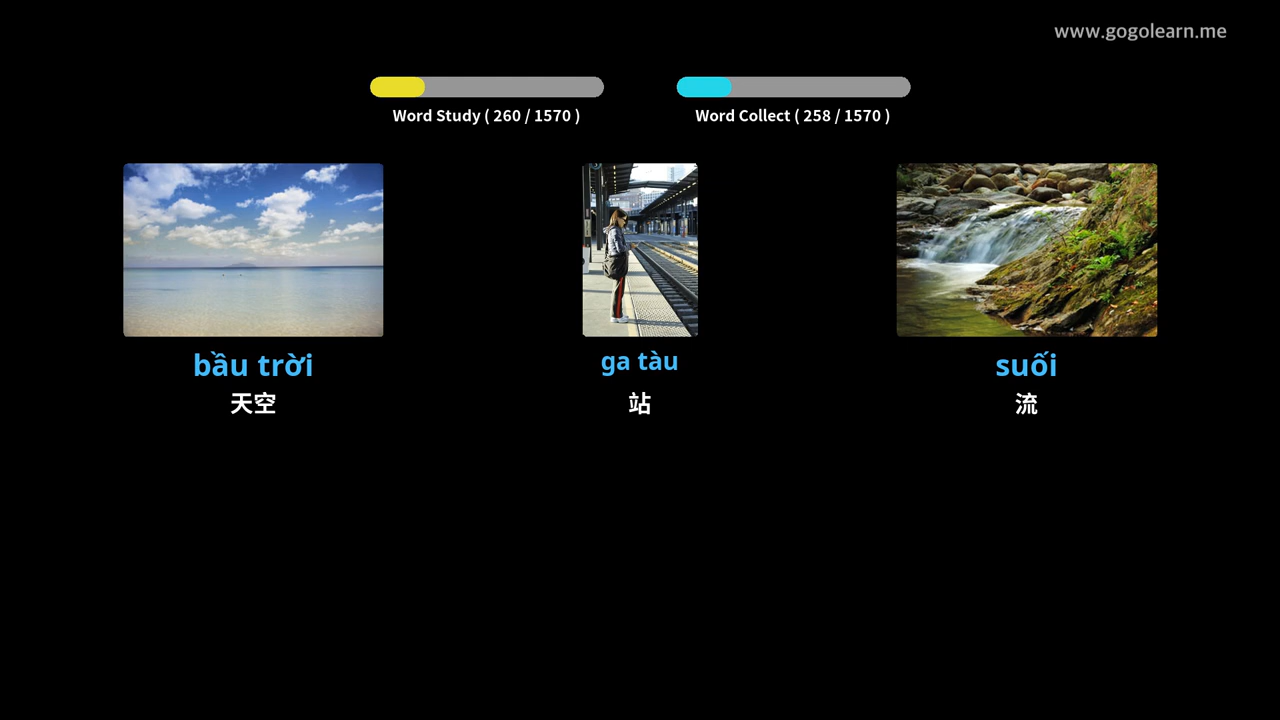 www.gogolearn.me
Word Study ( 260 / 1570 )
Word Collect ( 258 / 1570 )
bầu trời
天空
ga tàu
站
suối
流